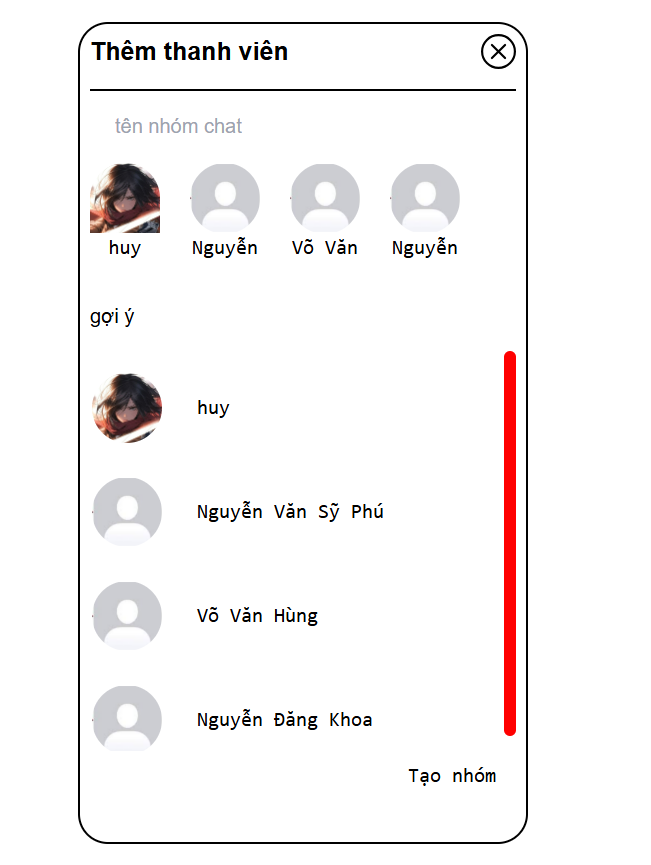 Thêm thanh viên
tên nhóm chat
huy Nguyễn Võ Văn Nguyễn
gợi ý
huy
Nguyễn Văn Sỹ Phú
Võ Văn Hùng
Nguyễn Đăng Khoa
Tạo nhóm